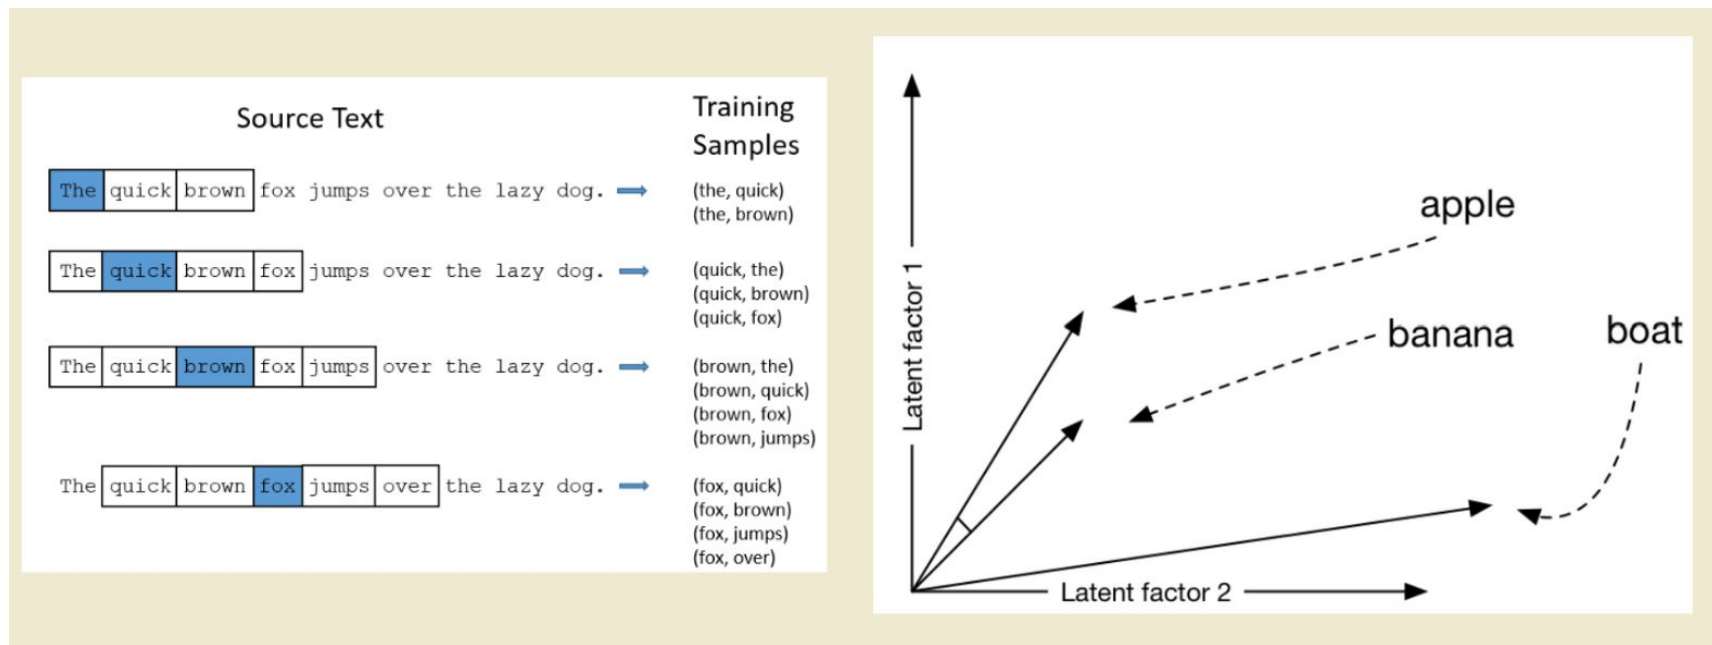 Source Text
Training
Samples
The quick brown fox jumps over the lazy dog.
(the, quick)
(the, brown)
The quick brown fox jumps over the lazy dog.
(quick, the)
(quick, brown)
(quick, fox)
The quick brown fox jumps over the lazy dog.
(brown, the)
(brown, quick)
(brown, fox)
(brown, jumps)
The quick brown fox jumps over the lazy dog.
(fox, quick)
(fox, brown)
(fox, jumps)
(fox, over)
Latent factor 1
apple
banana
boat
Latent factor 2